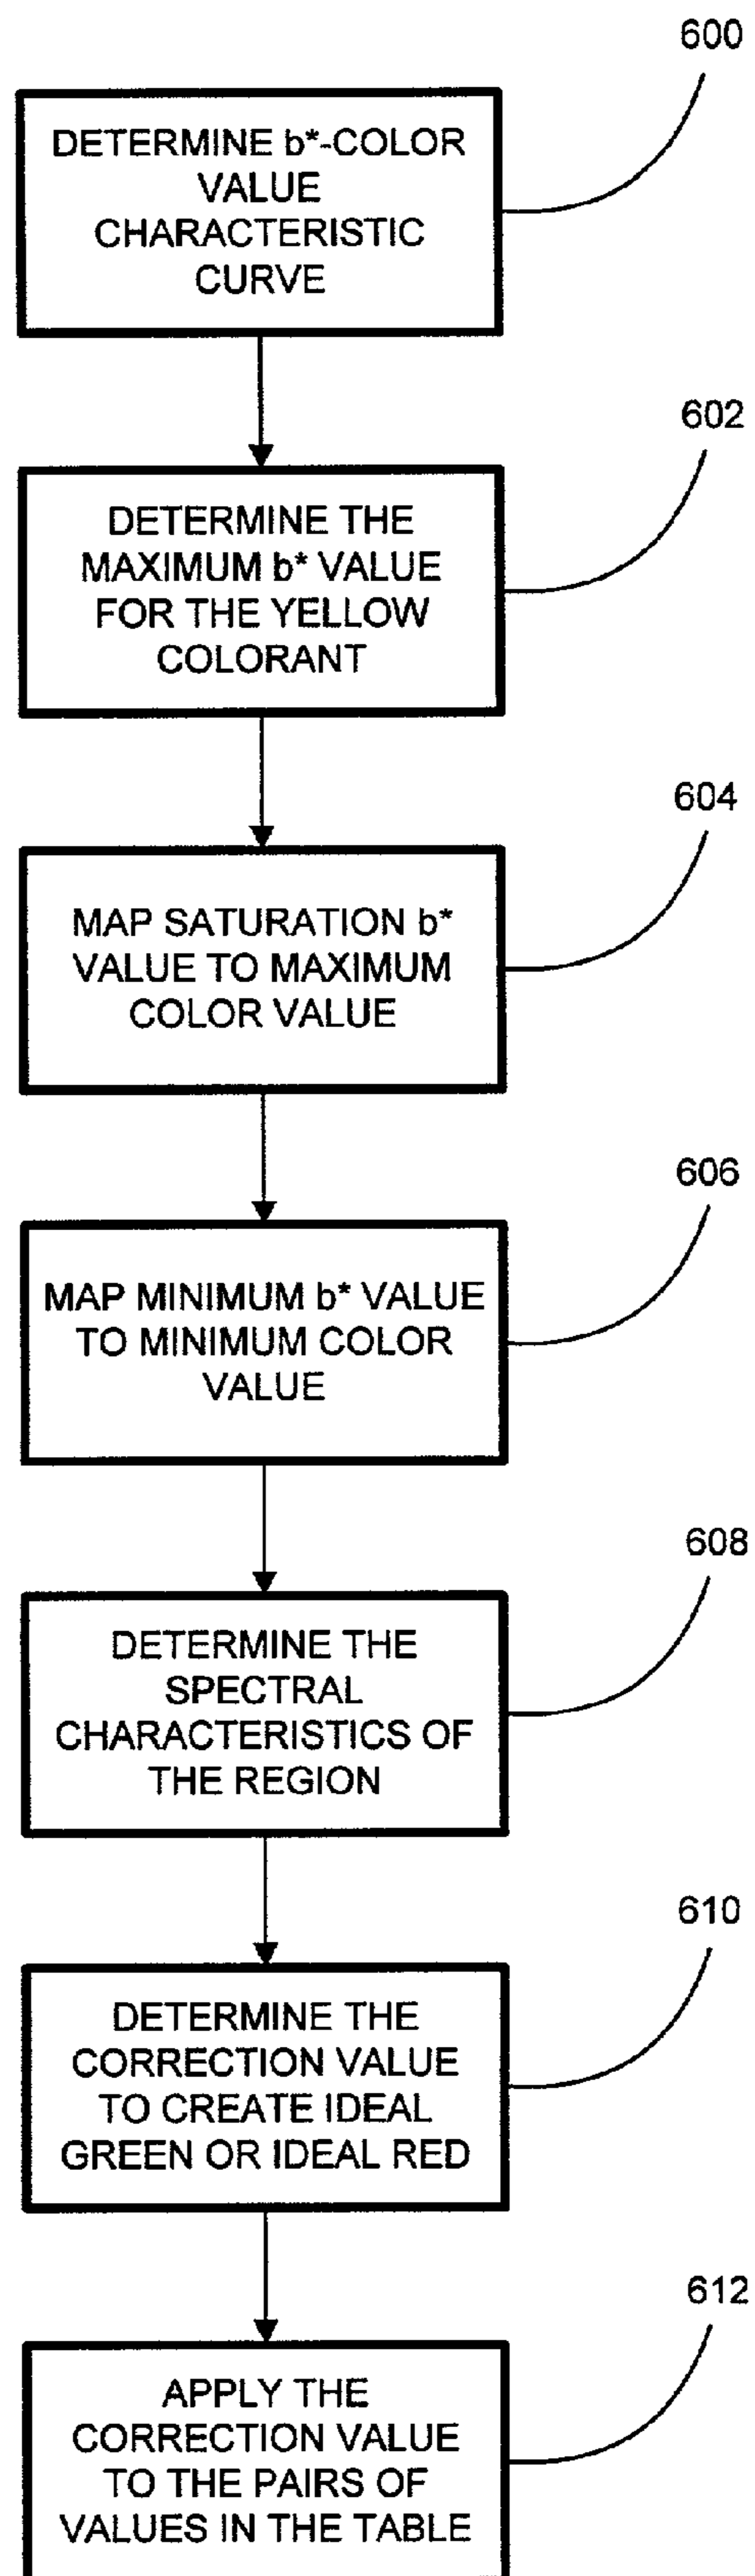 600
DETERMINE b*-COLOR
VALUE
CHARACTERISTIC
CURVE
602
DETERMINE THE
MAXIMUM b* VALUE
FOR THE YELLOW
COLORANT
604
MAP SATURATION b*
VALUE TO MAXIMUM
COLOR VALUE
606
MAP MINIMUM b* VALUE
TO MINIMUM COLOR
VALUE
608
DETERMINE THE
SPECTRAL
CHARACTERISTICS OF
THE REGION
610
DETERMINE THE
CORRECTION VALUE
TO CREATE IDEAL
GREEN OR IDEAL RED
612
APPLY THE
CORRECTION VALUE
TO THE PAIRS OF
VALUES IN THE TABLE